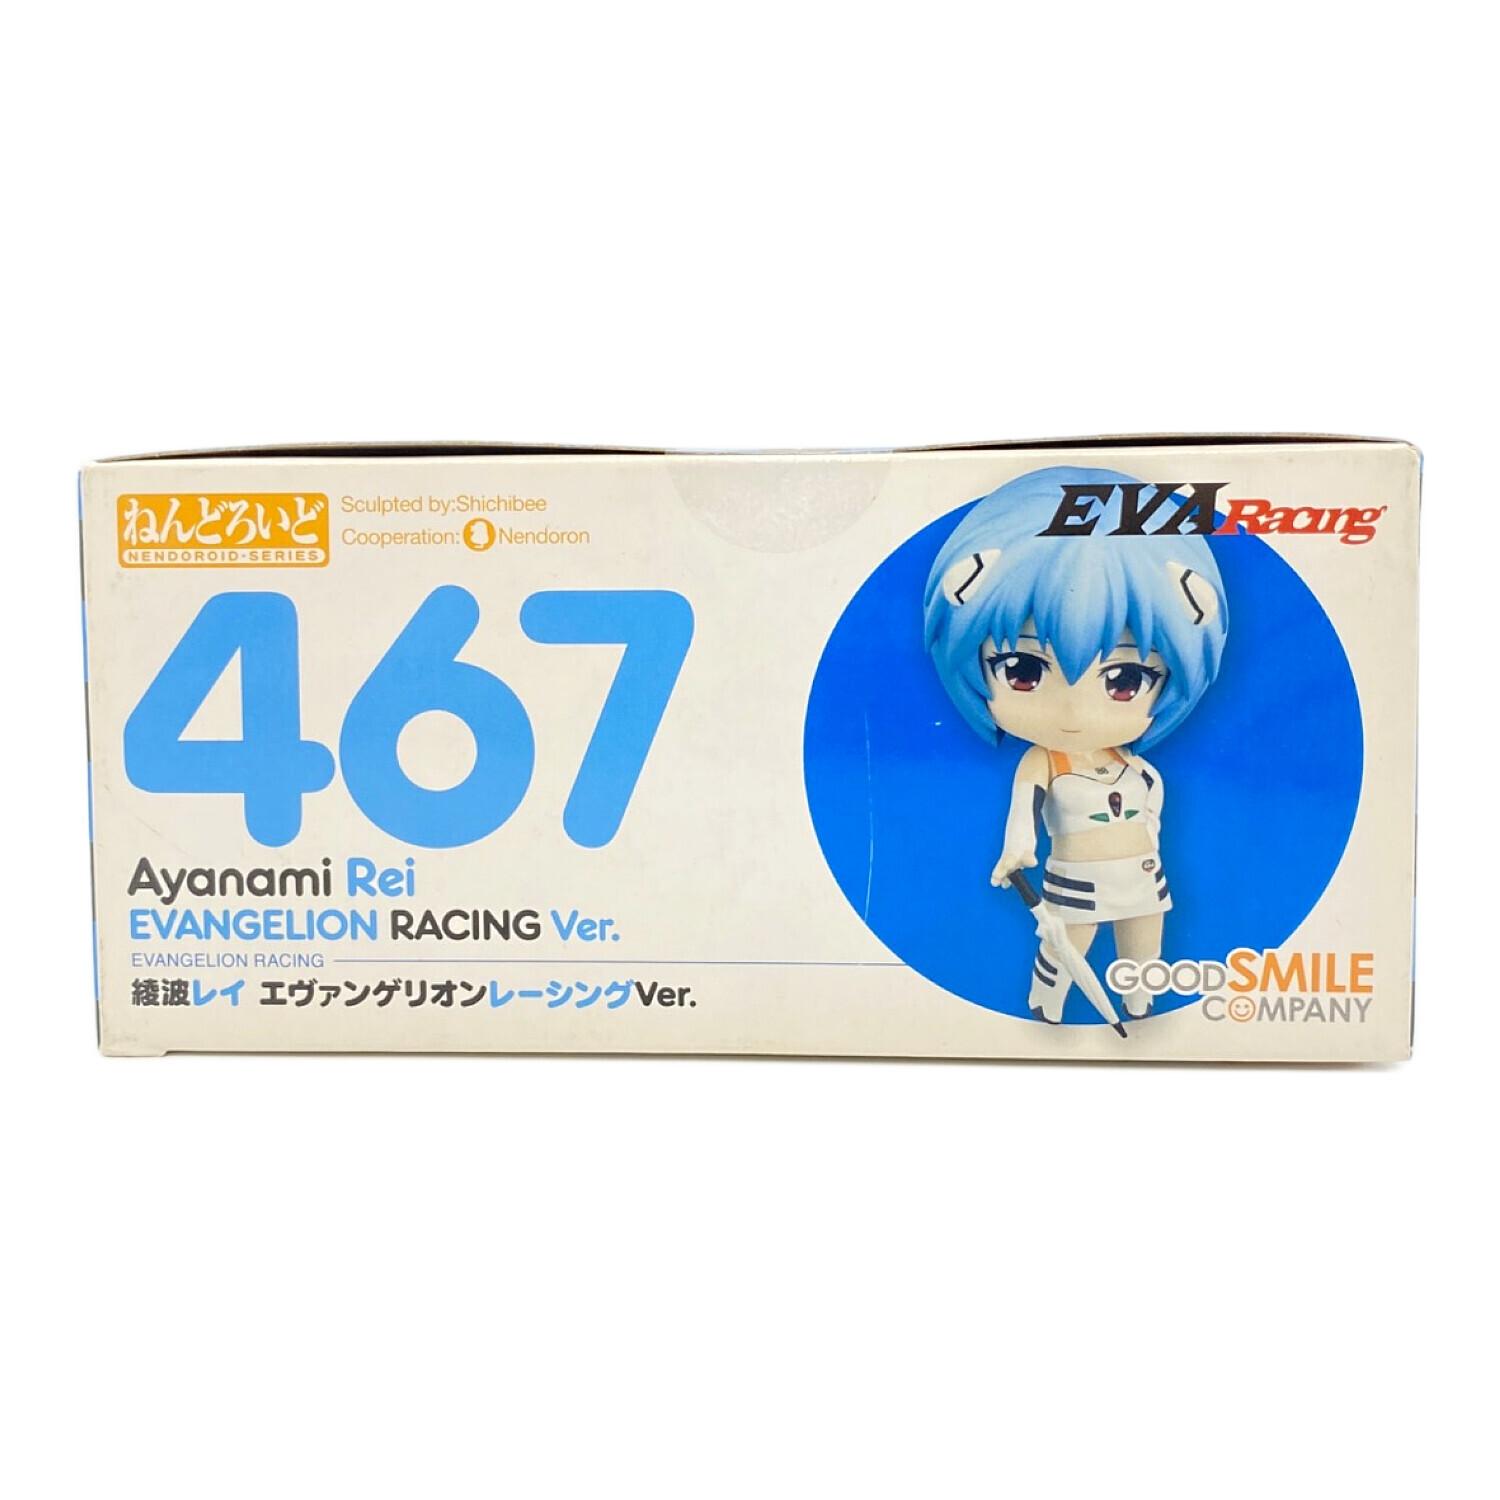 ねんどろいど
NENDOROID・SERIES
Sculpted by:Shichibee
Cooperation: Nendoron
EVA Racing
467
Ayanami Rei
EVANGELION RACING Ver.
EVANGELION RACING
綾波レイ エヴァンゲリオンレーシングVer.
GOOD SMILE
COMPANY